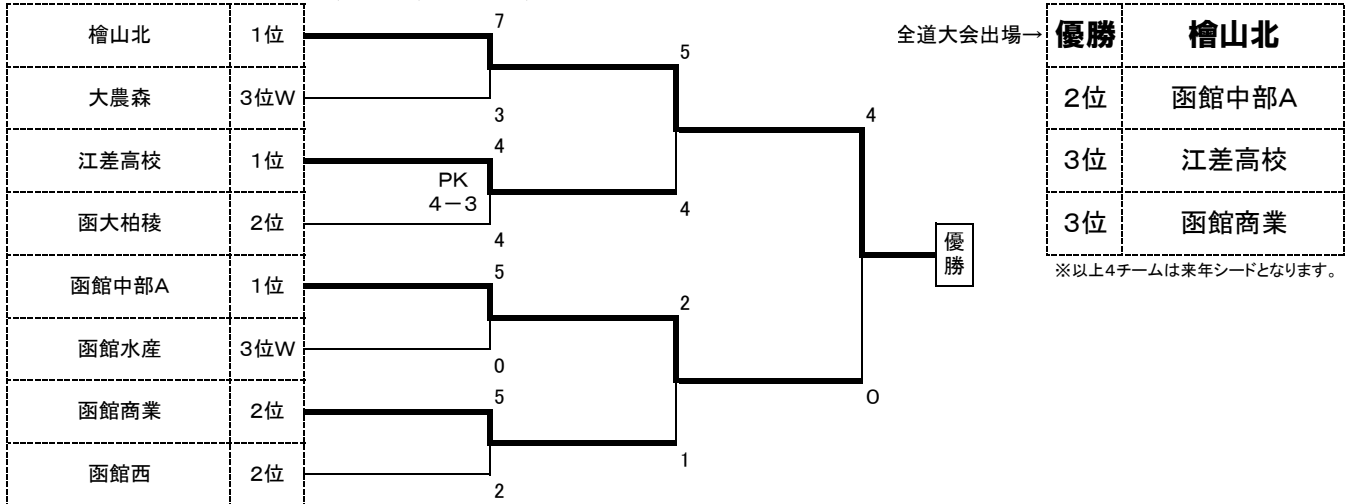 檜山北 1位
大農森 3位W
江差高校 1位
函大柏稜 2位
函館中部A 1位
函館水産 3位W
函館商業 2位
函館西 2位
7
3
4
PK
4－3
4
5
0
5
2
5
4
2
1
4
0
優
勝
全道大会出場→ 優勝 檜山北
2位 函館中部A
3位 江差高校
3位 函館商業
※以上4チームは来年シードとなります。